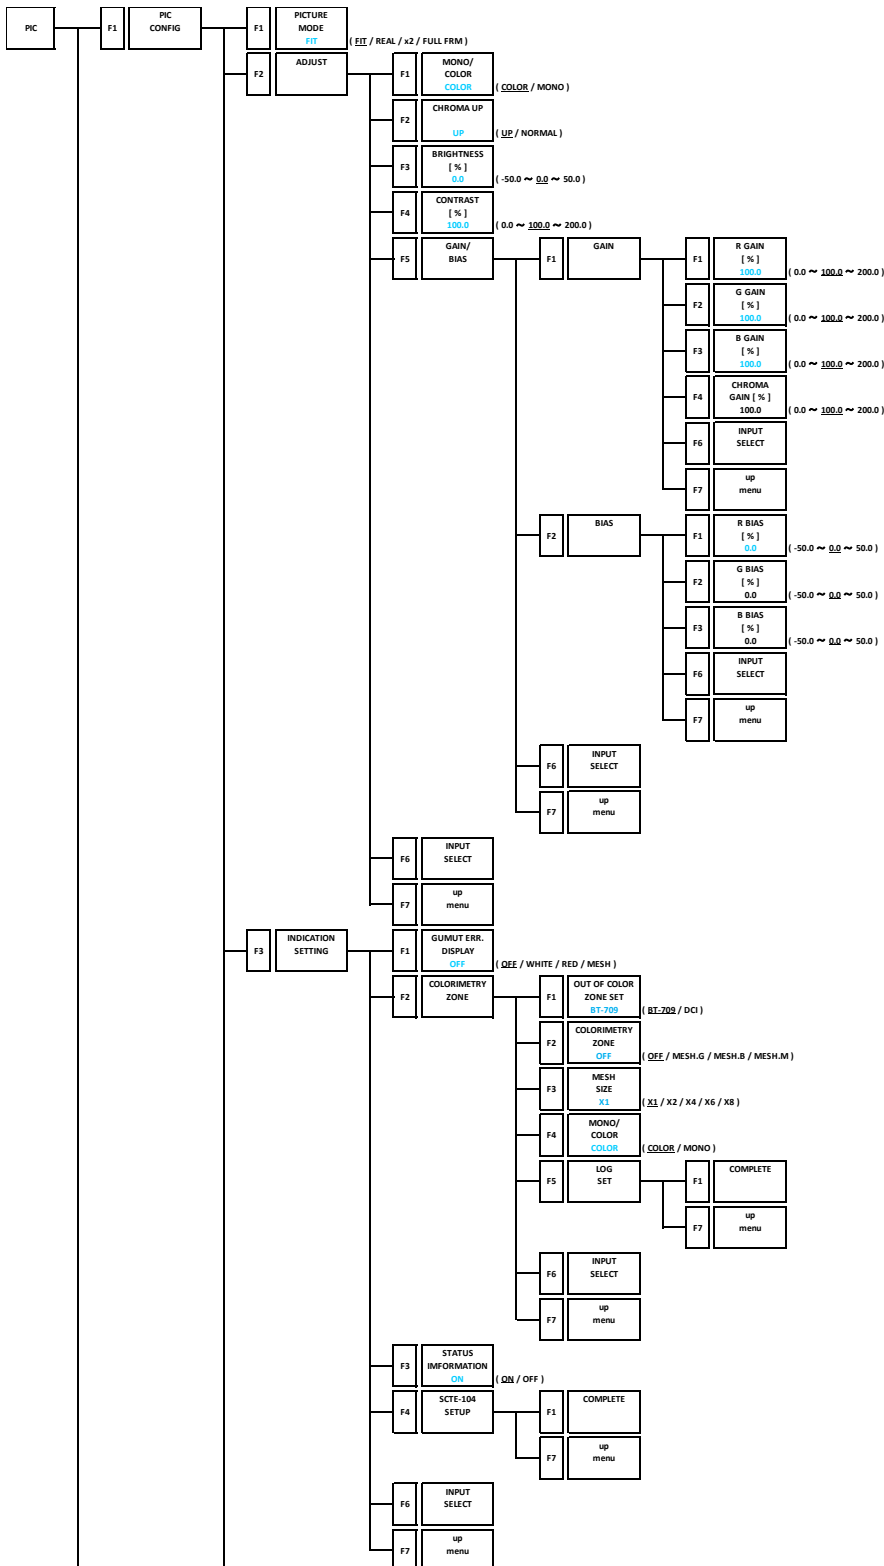 PIC
F1
PIC
CONFIG
F1
PICTURE
MODE
FIT
( FIT / REAL / x2 / FULL FRM )
F2
ADJUST
F1
MONO/
COLOR
COLOR
( COLOR / MONO )
F2
CHROMA UP
UP
( UP / NORMAL )
F3
BRIGHTNESS
[ % ]
0.0
( -50.0 ~ 0.0 ~ 50.0 )
F4
CONTRAST
[ % ]
100.0
( 0.0 ~ 100.0 ~ 200.0 )
F5
GAIN/
BIAS
F1
GAIN
F1
R GAIN
[ % ]
100.0
( 0.0 ~ 100.0 ~ 200.0 )
F2
G GAIN
[ % ]
100.0
( 0.0 ~ 100.0 ~ 200.0 )
F3
B GAIN
[ % ]
100.0
( 0.0 ~ 100.0 ~ 200.0 )
F4
CHROMA
GAIN [ % ]
100.0
( 0.0 ~ 100.0 ~ 200.0 )
F6
INPUT
SELECT
F7
up
menu
F2
BIAS
F1
R BIAS
[ % ]
0.0
( -50.0 ~ 0.0 ~ 50.0 )
F2
G BIAS
[ % ]
0.0
( -50.0 ~ 0.0 ~ 50.0 )
F3
B BIAS
[ % ]
0.0
( -50.0 ~ 0.0 ~ 50.0 )
F6
INPUT
SELECT
F7
up
menu
F6
INPUT
SELECT
F7
up
menu
F6
INPUT
SELECT
F7
up
menu
F3
INDICATION
SETTING
F1
GUMUT ERR.
DISPLAY
OFF
( OFF / WHITE / RED / MESH )
F2
COLORIMETRY
ZONE
F1
OUT OF COLOR
ZONE SET
BT-709
( BT-709 / DCI )
F2
COLORIMETRY
ZONE
OFF
( OFF / MESH.G / MESH.B / MESH.M )
F3
MESH
SIZE
X1
( X1 / X2 / X4 / X6 / X8 )
F4
MONO/
COLOR
COLOR
( COLOR / MONO )
F5
LOG
SET
F1
COMPLETE
F7
up
menu
F6
INPUT
SELECT
F7
up
menu
F3
STATUS
IMFORMATION
ON
( ON / OFF )
F4
SCTE-104
SETUP
F1
COMPLETE
F7
up
menu
F6
INPUT
SELECT
F7
up
menu